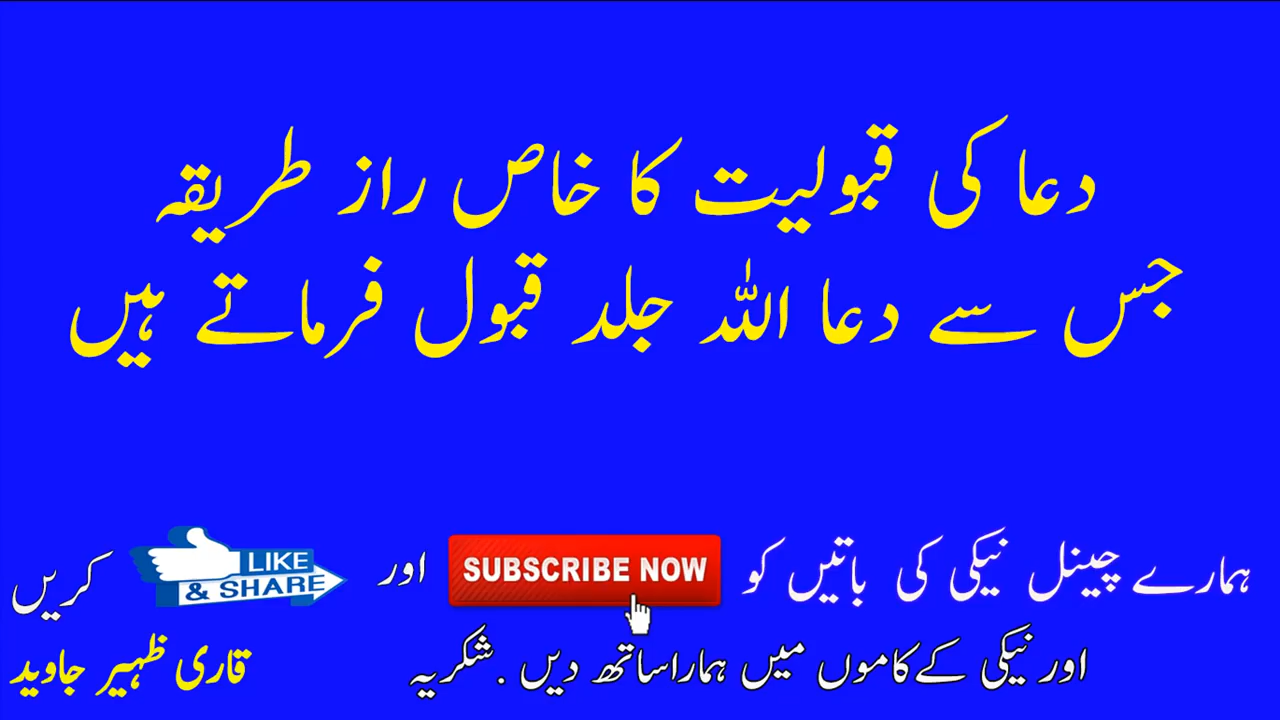 دعا کی قبولیت کا خاص راز طریقہ
جس سے دعا اللہ جلد قبول فرماتے ہیں
ہمارے چینل نیکی کی باتیں کو SUBSCRIBE NOW اور LIKE & SHARE کریں
اور نیکی کے کاموں میں ہمارا ساتھ دیں . شکریہ
قاری ظہیر جاوید